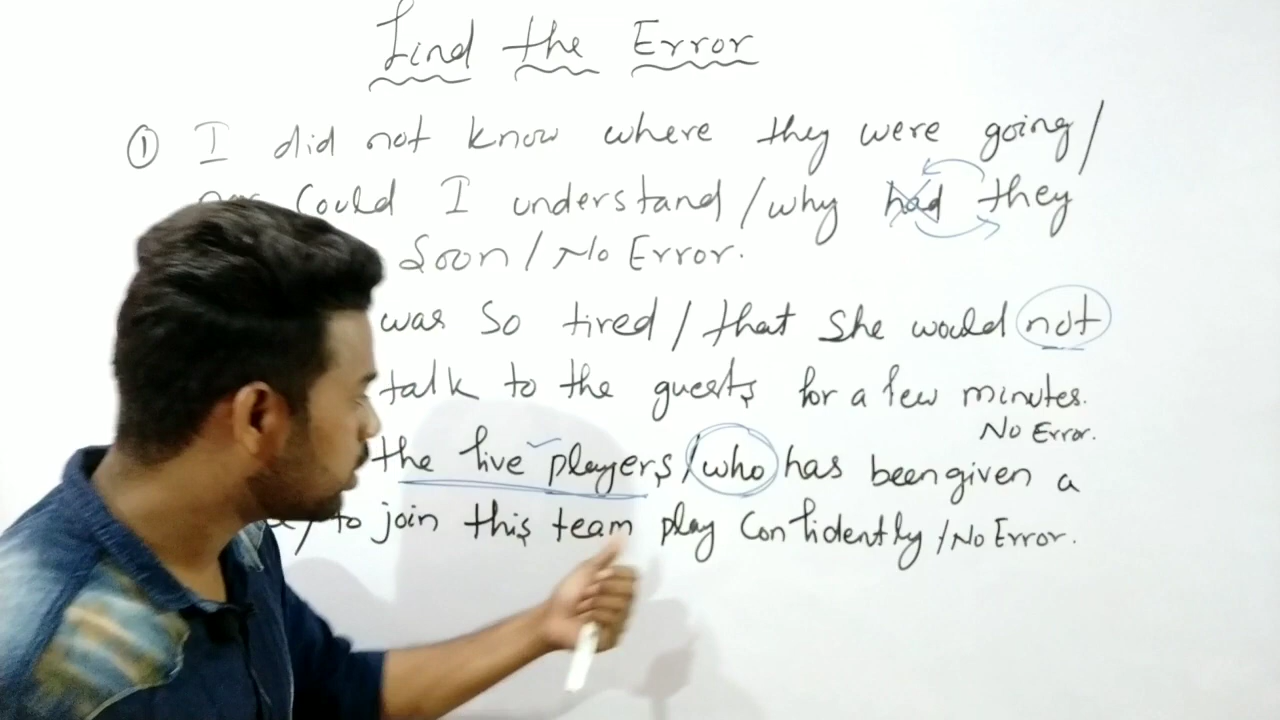 Find the Error
① I did not know where they were going/
Could I understand/why had they
Soon/No Error.
was so tired/that she would not
talk to the guests for a few minutes.
No Error.
the five players/who has been given a
/to join this team play confidently/No Error.